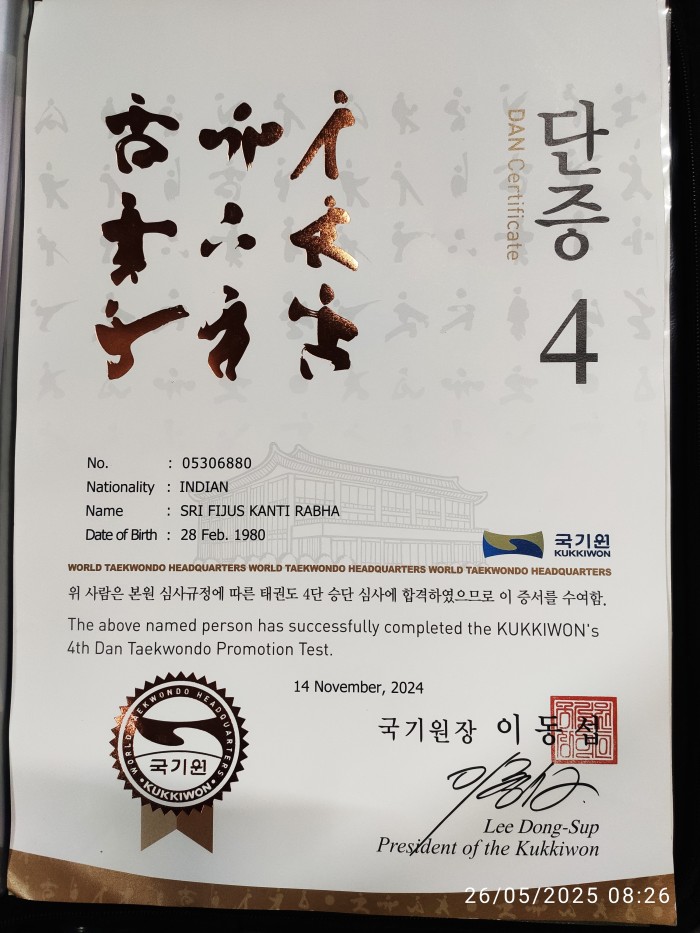 단증
DAN Certificate
4
No. : 05306880
Nationality : INDIAN
Name : SRI FIJUS KANTI RABHA
Date of Birth : 28 Feb. 1980
국기원
KUKKIWON
WORLD TAEKWONDO HEADQUARTERS WORLD TAEKWONDO HEADQUARTERS WORLD TAEKWONDO HEADQUARTERS
위 사람은 본원 심사규정에 따른 태권도 4단 승단 심사에 합격하였으므로 이 증서를 수여함.
The above named person has successfully completed the KUKKIWON's
4th Dan Taekwondo Promotion Test.
14 November, 2024
WORLD TAEKWONDO HEADQUARTERS
국기원
KUKKIWON
국기원장 이동섭
Lee Dong-Sup
President of the Kukkiwon
26/05/2025 08:26